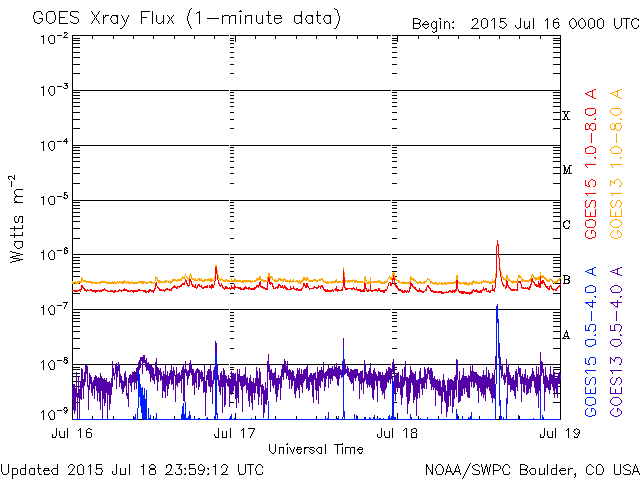 GOES Xray Flux (1-minute data)
Begin: 2015 Jul 16 0000 UTC
10-2
10-3
10-4
10-5
10-6
10-7
10-8
10-9
Watts m-2
X
M
C
B
A
GOES15 1.0-8.0 A
GOES13 1.0-8.0 A
GOES15 0.5-4.0 A
GOES13 0.5-4.0 A
Jul 16 Jul 17 Jul 18 Jul 19
Universal Time
Updated 2015 Jul 18 23:59:12 UTC
NOAA/SWPC Boulder, CO USA